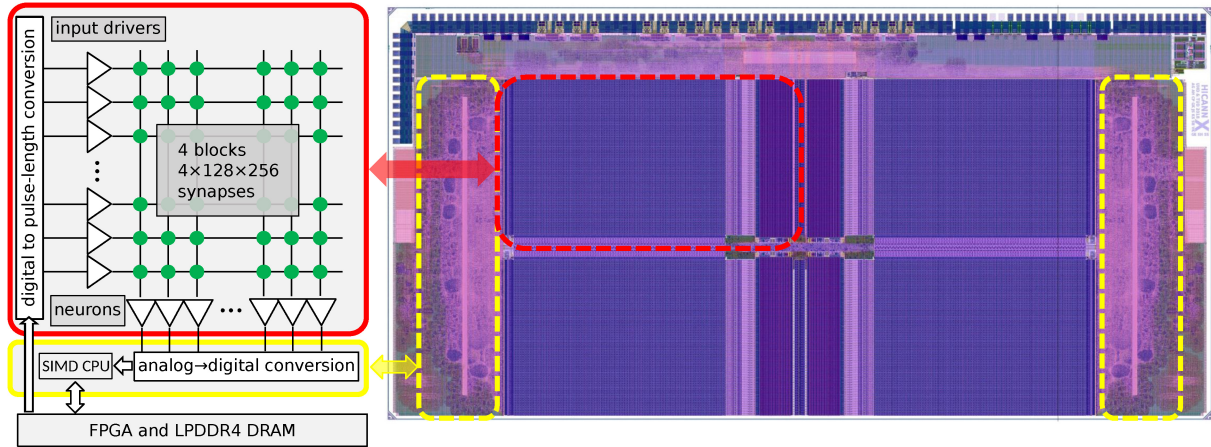 digital to pulse-length conversion
input drivers
4 blocks
4×128×256
synapses
neurons
SIMD CPU
analog→digital conversion
FPGA and LPDDR4 DRAM
HICANN
X